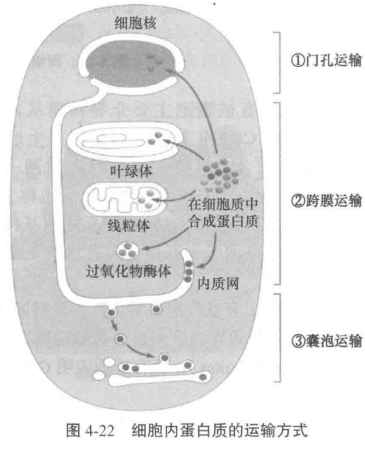 细胞核
①门孔运输
叶绿体
②跨膜运输
在细胞质中
合成蛋白质
线粒体
过氧化物酶体
内质网
③囊泡运输
图 4-22 细胞内蛋白质的运输方式